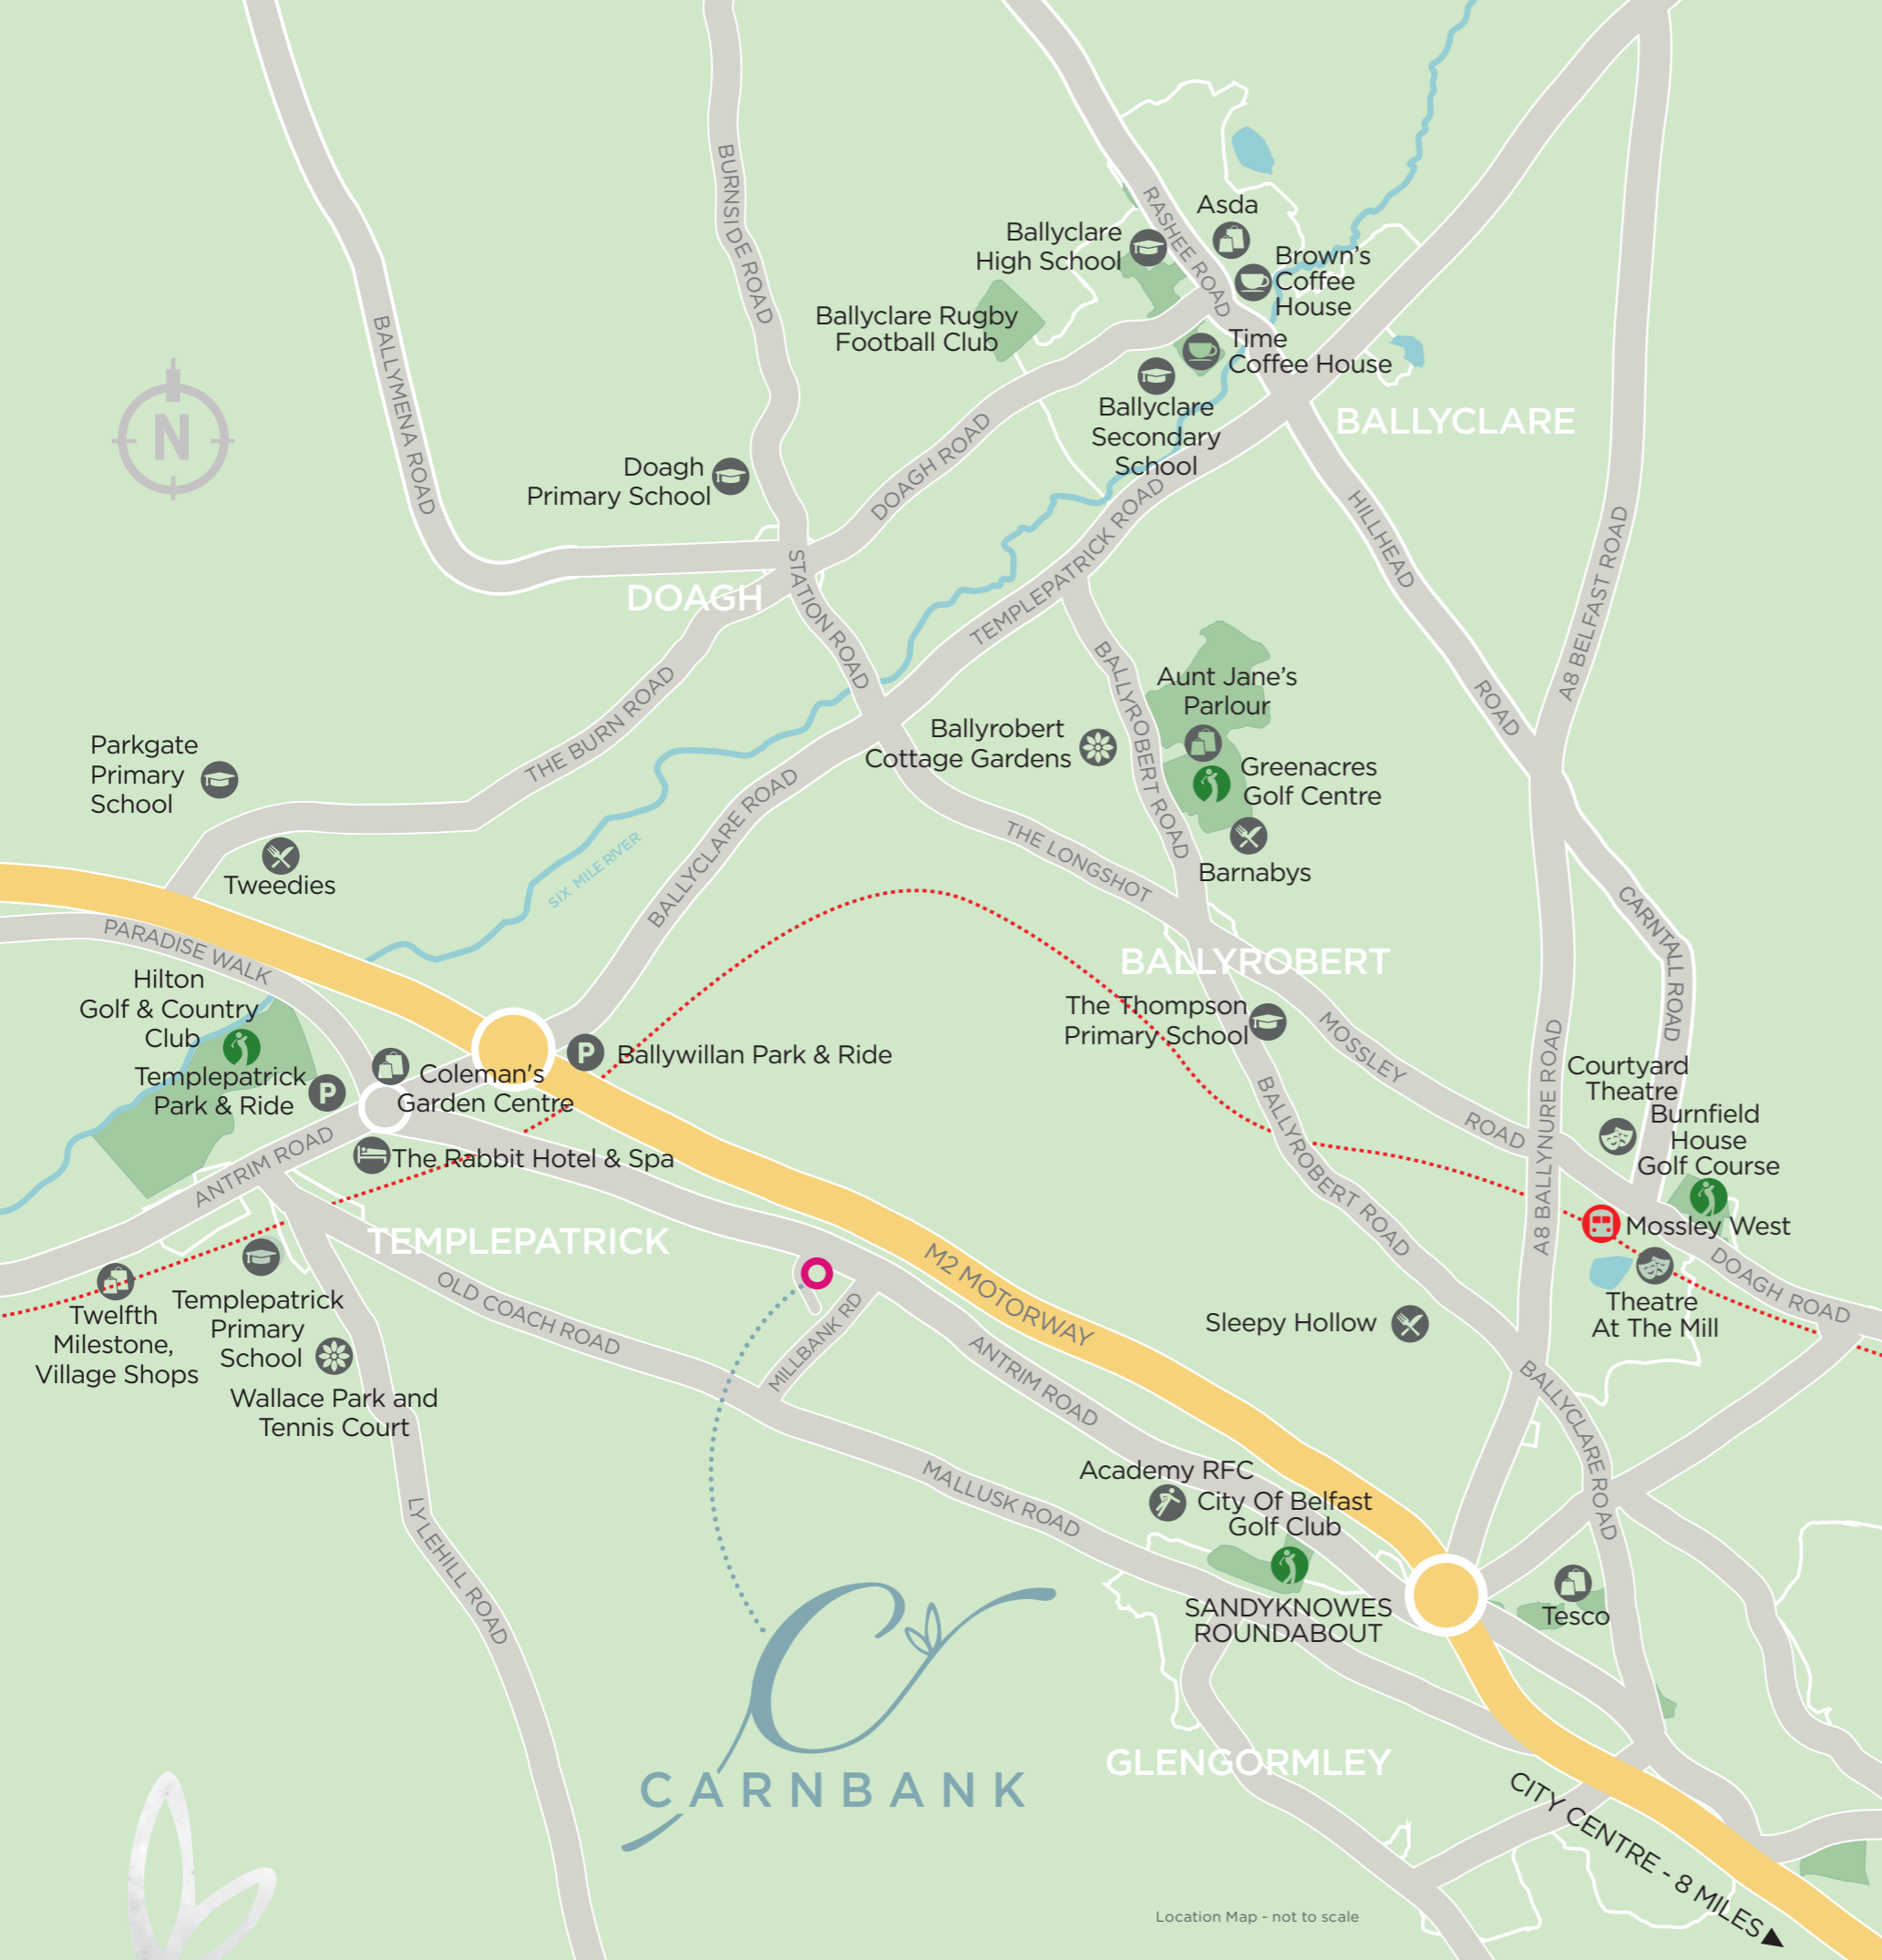 BURNSIDE ROAD
RASHEE ROAD
Asda
Ballyclare
High School
Brown's
Coffee
House
Ballyclare Rugby
Football Club
Time
Coffee House
BALLYMENA ROAD
N
Ballyclare
Secondary
School
BALLYCLARE
Doagh
Primary School
DOAGH ROAD
TEMPLEPATRICK ROAD
HILLHEAD
ROAD
A8 BELFAST ROAD
DOAGH
STATION ROAD
THE BURN ROAD
BALLYROBERT ROAD
Aunt Jane's
Parlour
Ballyrobert
Cottage Gardens
Greenacres
Golf Centre
Barnabys
Parkgate
Primary
School
Tweedies
SIX MILE RIVER
BALLYCLARE ROAD
THE LONGSHOT
CARNTALL ROAD
PARADISE WALK
BALLYROBERT
Hilton
Golf & Country
Club
The Thompson
Primary School
MOSSLEY
ROAD
Templepatrick
Park & Ride
P
Coleman's
Garden Centre
P
Ballywillan Park & Ride
Courtyard
Theatre
Burnfield
House
Golf Course
A8 BALLYNURE ROAD
ANTRIM ROAD
The Rabbit Hotel & Spa
BALLYROBERT ROAD
TEMPLEPATRICK
Mossley West
DOAGH ROAD
Theatre
At The Mill
M2 MOTORWAY
Twelfth
Milestone,
Village Shops
Templepatrick
Primary
School
Wallace Park and
Tennis Court
OLD COACH ROAD
MILLBANK RD
ANTRIM ROAD
Sleepy Hollow
BALLYCLARE ROAD
LYLEHILL ROAD
MALLUSK ROAD
Academy RFC
City Of Belfast
Golf Club
SANDYKNOWES
ROUNDABOUT
Tesco
C
CARNBANK
GLENGORMLEY
CITY CENTRE - 8 MILES
Location Map - not to scale